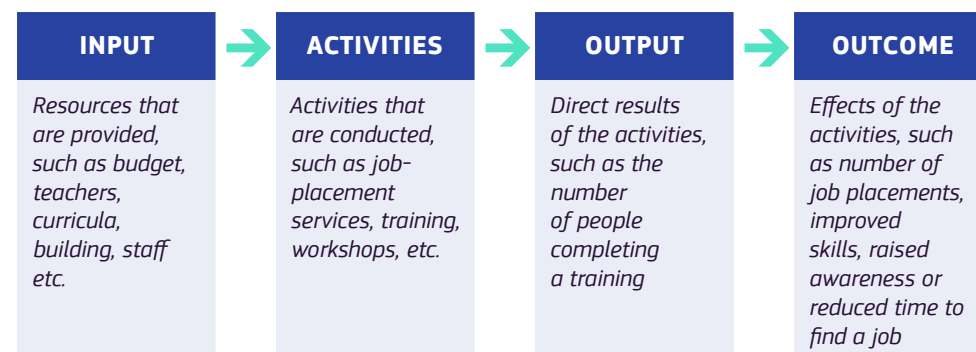 INPUT
Resources that
are provided,
such as budget,
teachers,
curricula,
building, staff
etc.
ACTIVITIES
Activities that
are conducted,
such as job-
placement
services, training,
workshops, etc.
OUTPUT
Direct results
of the activities,
such as the
number
of people
completing
a training
OUTCOME
Effects of the
activities, such
as number of
job placements,
improved
skills, raised
awareness or
reduced time to
find a job